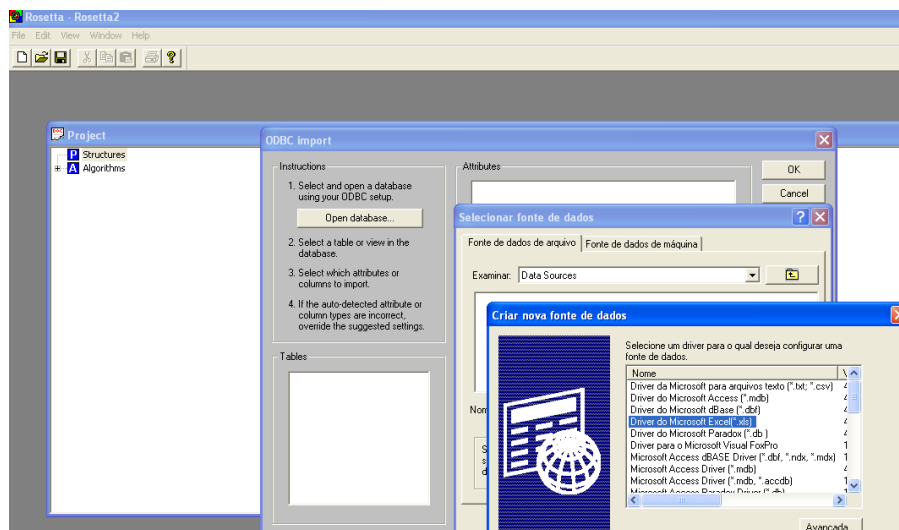 Rosetta - Rosetta2
File Edit View Window Help
Project
P Structures
A Algorithms
ODBC import
Instructions
1. Select and open a database
using your ODBC setup.
Open database...
2. Select a table or view in the
database.
3. Select which attributes or
columns to import.
4. If the auto-detected attribute or
column types are incorrect,
override the suggested settings.
Tables
Attributes
OK
Cancel
Selecionar fonte de dados
Fonte de dados de arquivo
Fonte de dados de máquina
Examinar: Data Sources
Criar nova fonte de dados
Selecione um driver para o qual deseja configurar uma
fonte de dados.
Nome
Driver da Microsoft para arquivos texto (*.txt; *.csv)
Driver do Microsoft Access (*.mdb)
Driver do Microsoft dBase (*.dbf)
Driver do Microsoft Excel(*.xls)
Driver do Microsoft Paradox (*.db )
Driver para o Microsoft Visual FoxPro
Microsoft Access dBASE Driver (*.dbf, *.ndx, *.mdx)
Microsoft Access Driver (*.mdb)
Microsoft Access Driver (*.mdb, *.accdb)
Microsoft Access Paradox Driver (*.db)
Avançada